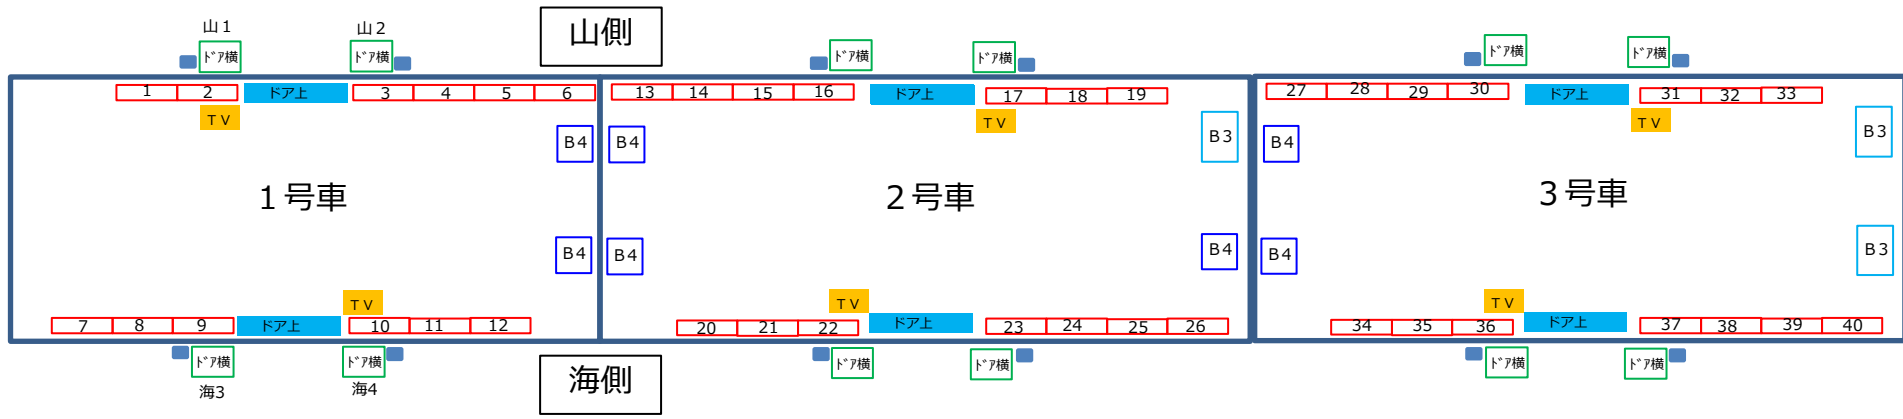 山1 山2 山側
ﾄﾞｱ横 ﾄﾞｱ横 ﾄﾞｱ横 ﾄﾞｱ横 ﾄﾞｱ横 ﾄﾞｱ横
1 2 ドア上 3 4 5 6 13 14 15 16 ドア上 17 18 19 27 28 29 30 ドア上 31 32 33
ＴＶ ＴＶ ＴＶ
B4 B4 B3 B4 B3
１号車 ２号車 ３号車
B4 B4 B4 B4 B3
ＴＶ ＴＶ ＴＶ
7 8 9 ドア上 10 11 12 20 21 22 ドア上 23 24 25 26 34 35 36 ドア上 37 38 39 40
ﾄﾞｱ横 ﾄﾞｱ横 ﾄﾞｱ横 ﾄﾞｱ横 ﾄﾞｱ横 ﾄﾞｱ横
海3 海4 海側